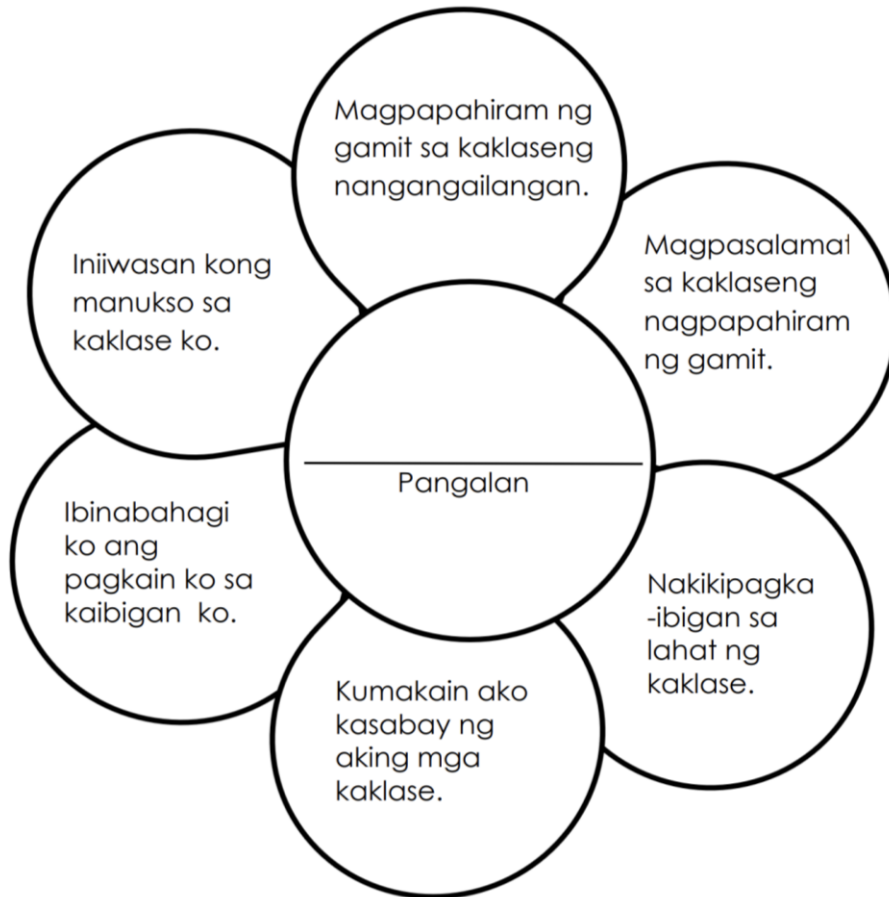 Magpapahiram ng
gamit sa kaklaseng
nangangailangan.
Magpasalamat
sa kaklaseng
nagpapahiram
ng gamit.
Nakikipagka
-ibigan sa
lahat ng
kaklase.
Kumakain ako
kasabay ng
aking mga
kaklase.
Ibinabahagi
ko ang
pagkain ko sa
kaibigan ko.
Iniiwasan kong
manukso sa
kaklase ko.
Pangalan